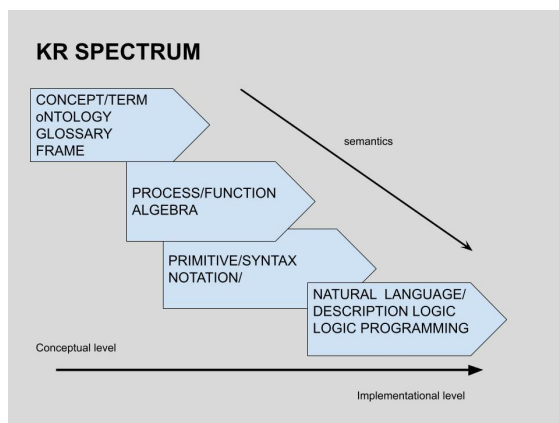 KR SPECTRUM
CONCEPT/TERM
oNTOLOGY
GLOSSARY
FRAME
semantics
PROCESS/FUNCTION
ALGEBRA
PRIMITIVE/SYNTAX
NOTATION/
NATURAL LANGUAGE/
DESCRIPTION LOGIC
LOGIC PROGRAMMING
Conceptual level
Implementational level